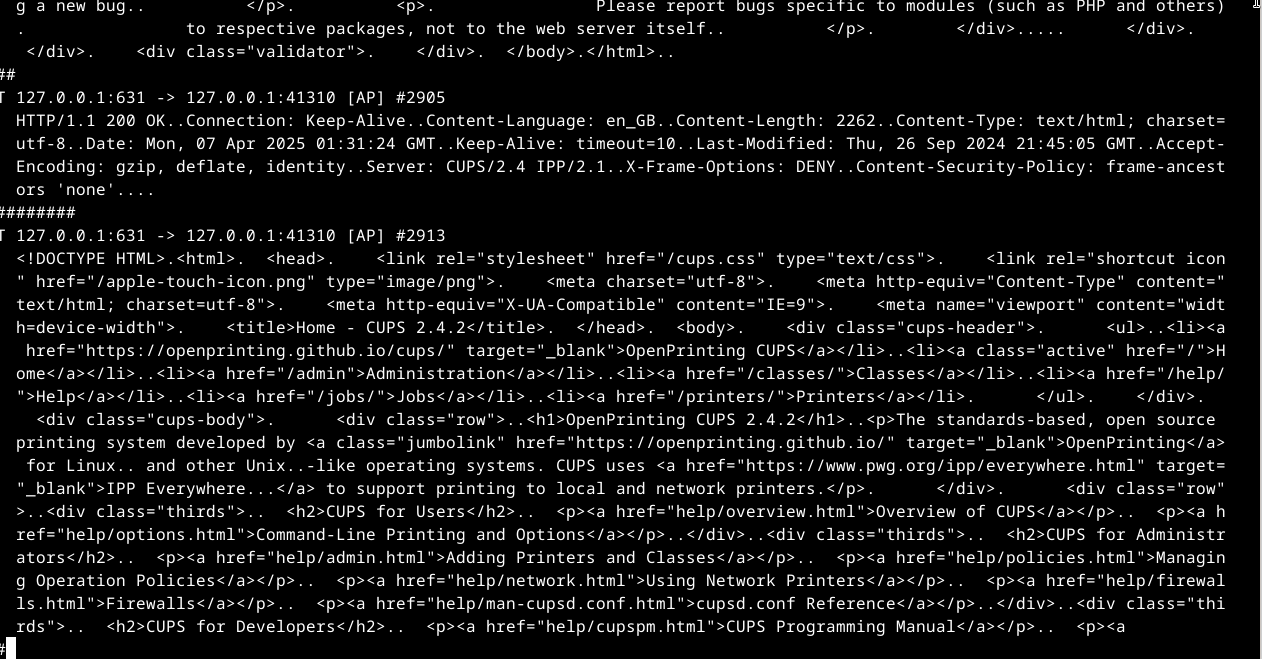 g a new bug..          </p>.          <p>.                Please report bugs specific to modules (such as PHP and others)
.                to respective packages, not to the web server itself..          </p>.        </div>.....      </div>.
 </div>.    <div class="validator">.    </div>.  </body>.</html>..
##
T 127.0.0.1:631 -> 127.0.0.1:41310 [AP] #2905
HTTP/1.1 200 OK..Connection: Keep-Alive..Content-Language: en_GB..Content-Length: 2262..Content-Type: text/html; charset=
utf-8..Date: Mon, 07 Apr 2025 01:31:24 GMT..Keep-Alive: timeout=10..Last-Modified: Thu, 26 Sep 2024 21:45:05 GMT..Accept-
Encoding: gzip, deflate, identity..Server: CUPS/2.4 IPP/2.1..X-Frame-Options: DENY..Content-Security-Policy: frame-ancest
ors 'none'....
########
T 127.0.0.1:631 -> 127.0.0.1:41310 [AP] #2913
<!DOCTYPE HTML>.<html>.  <head>.    <link rel="stylesheet" href="/cups.css" type="text/css">.    <link rel="shortcut icon
" href="/apple-touch-icon.png" type="image/png">.    <meta charset="utf-8">.    <meta http-equiv="Content-Type" content="
text/html; charset=utf-8">.    <meta http-equiv="X-UA-Compatible" content="IE=9">.    <meta name="viewport" content="widt
h=device-width">.    <title>Home - CUPS 2.4.2</title>.  </head>.  <body>.    <div class="cups-header">.      <ul>..<li><a
 href="https://openprinting.github.io/cups/" target="_blank">OpenPrinting CUPS</a></li>..<li><a class="active" href="/">H
ome</a></li>..<li><a href="/admin">Administration</a></li>..<li><a href="/classes/">Classes</a></li>..<li><a href="/help/
">Help</a></li>..<li><a href="/jobs/">Jobs</a></li>..<li><a href="/printers/">Printers</a></li>.      </ul>.    </div>.
  <div class="cups-body">.      <div class="row">..<h1>OpenPrinting CUPS 2.4.2</h1>..<p>The standards-based, open source
printing system developed by <a class="jumbolink" href="https://openprinting.github.io/" target="_blank">OpenPrinting</a>
 for Linux.. and other Unix..-like operating systems. CUPS uses <a href="https://www.pwg.org/ipp/everywhere.html" target=
"_blank">IPP Everywhere...</a> to support printing to local and network printers.</p>.      </div>.      <div class="row"
>..<div class="thirds">..  <h2>CUPS for Users</h2>..  <p><a href="help/overview.html">Overview of CUPS</a></p>..  <p><a h
ref="help/options.html">Command-Line Printing and Options</a></p>..</div>..<div class="thirds">..  <h2>CUPS for Administr
ators</h2>..  <p><a href="help/admin.html">Adding Printers and Classes</a></p>..  <p><a href="help/policies.html">Managin
g Operation Policies</a></p>..  <p><a href="help/network.html">Using Network Printers</a></p>..  <p><a href="help/firewal
ls.html">Firewalls</a></p>..  <p><a href="help/man-cupsd.conf.html">cupsd.conf Reference</a></p>..</div>..<div class="thi
rds">..  <h2>CUPS for Developers</h2>..  <p><a href="help/cupspm.html">CUPS Programming Manual</a></p>..  <p><a
#